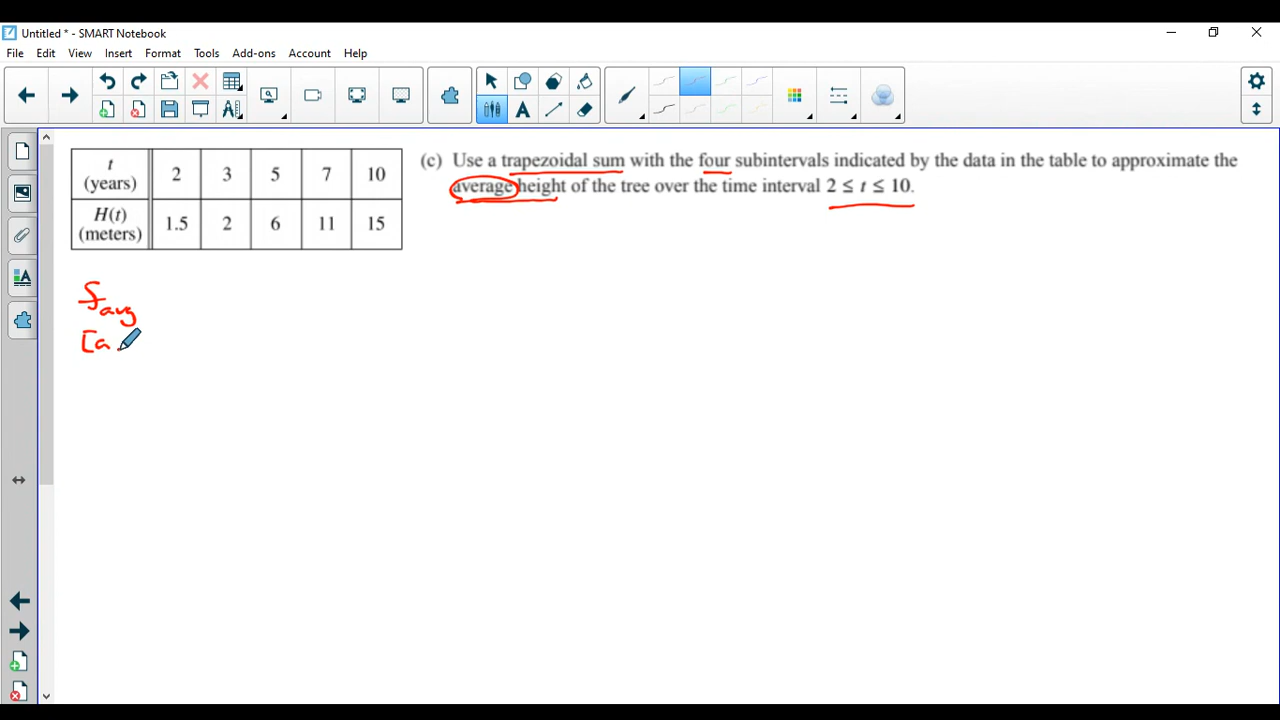 Untitled * - SMART Notebook
File Edit View Insert Format Tools Add-ons Account Help
t (years) 2 3 5 7 10
H(t) (meters) 1.5 2 6 11 15
(c) Use a trapezoidal sum with the four subintervals indicated by the data in the table to approximate the
average height of the tree over the time interval 2 ≤ t ≤ 10.
f avg
[a